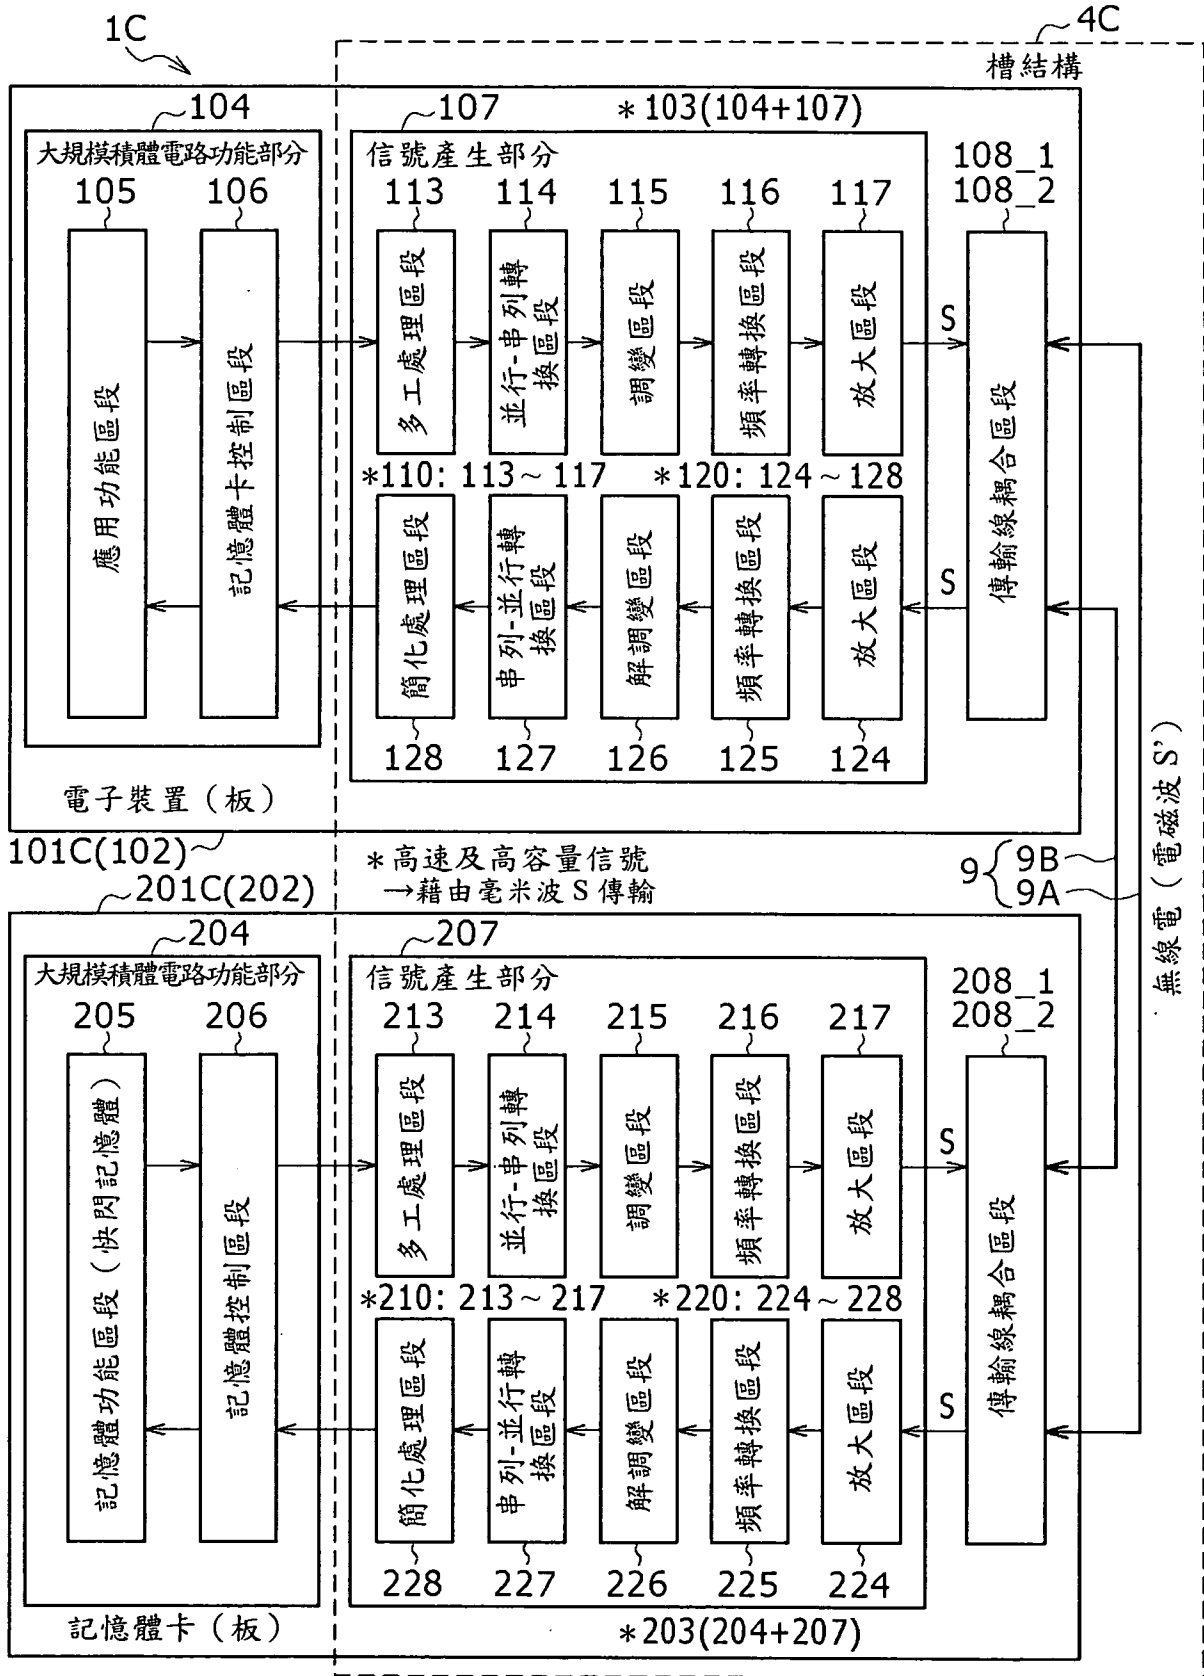 1C
4C
槽結構
104
107
*103(104+107)
大規模積體電路功能部分
信號產生部分
108_1
108_2
105
106
113
114
115
116
117
應用功能區段
記憶體卡控制區段
多工處理區段
並行-串列轉
換區段
調變區段
頻率轉換區段
放大區段
S
傳輸線耦合區段
*110: 113～117
*120: 124～128
簡化處理區段
串列-並行轉
換區段
解調變區段
頻率轉換區段
放大區段
S
128
127
126
125
124
電子裝置（板）
101C(102)
*高速及高容量信號
→藉由毫米波 S 傳輸
9
9B
9A
無線電（電磁波 S'）
201C(202)
204
207
大規模積體電路功能部分
信號產生部分
208_1
208_2
205
206
213
214
215
216
217
記憶體功能區段（快閃記憶體）
記憶體控制區段
多工處理區段
並行-串列轉
換區段
調變區段
頻率轉換區段
放大區段
S
傳輸線耦合區段
*210: 213～217
*220: 224～228
簡化處理區段
串列-並行轉
換區段
解調變區段
頻率轉換區段
放大區段
S
228
227
226
225
224
記憶體卡（板）
*203(204+207)